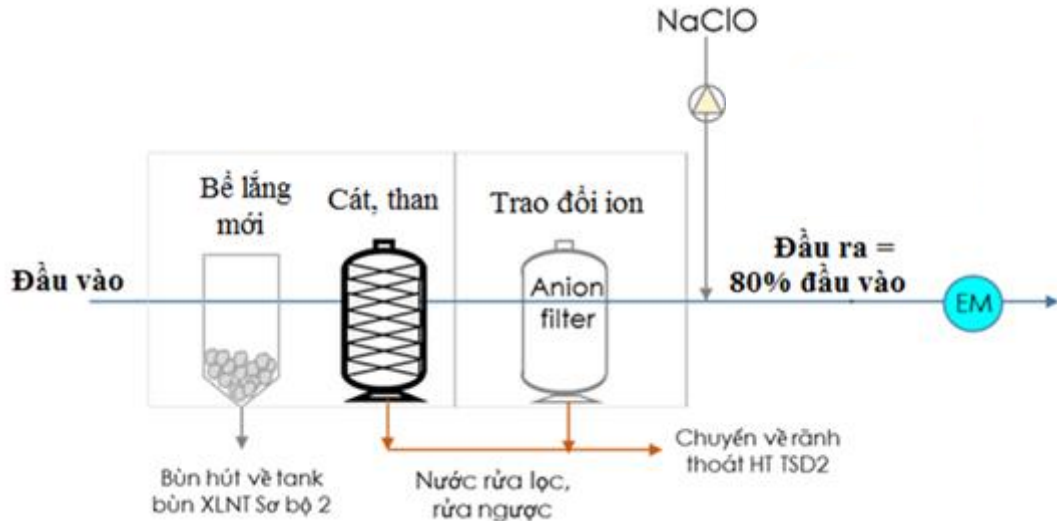 NaClO
Bể lắng
mới
Cát, than
Trao đổi ion
Đầu vào
Anion
filter
Đầu ra =
80% đầu vào
EM
Bùn hút về tank
bùn XLNT Sơ bộ 2
Nước rửa lọc,
rửa ngược
Chuyển về rãnh
thoát HT TSD2